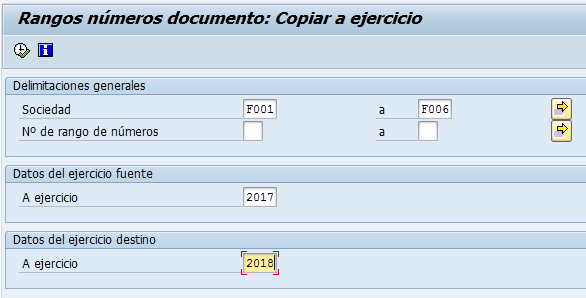 Rangos números documento: Copiar a ejercicio
Delimitaciones generales
Sociedad F001 a F006
Nº de rango de números a
Datos del ejercicio fuente
A ejercicio 2017
Datos del ejercicio destino
A ejercicio 2018